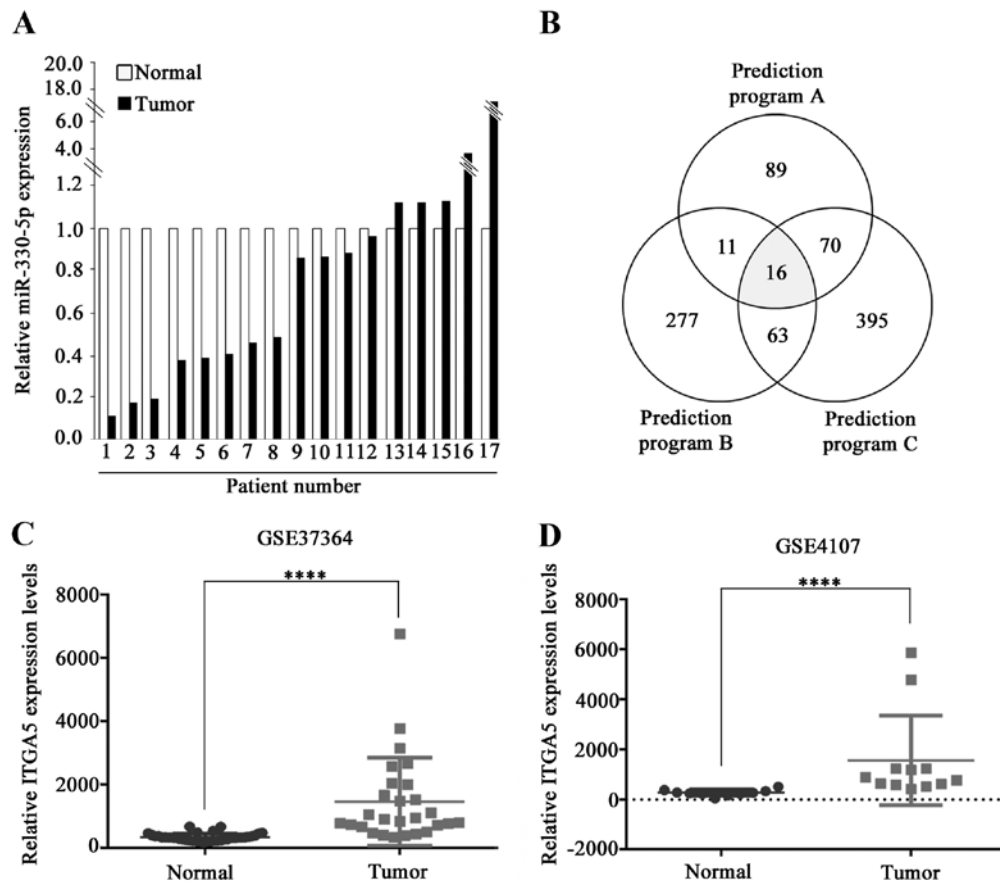 A
Relative miR-330-5p expression
20.0
18.0
6.0
4.0
1.2
1.0
0.8
0.6
0.4
0.2
0.0
Normal
Tumor
1 2 3 4 5 6 7 8 9 10 11 12 13 14 15 16 17
Patient number
B
Prediction
program A
89
11
70
16
277
63
395
Prediction
program B
Prediction
program C
C
GSE37364
****
Relative ITGA5 expression levels
8000
6000
4000
2000
0
Normal Tumor
D
GSE4107
****
Relative ITGA5 expression levels
8000
6000
4000
2000
0
-2000
Normal Tumor